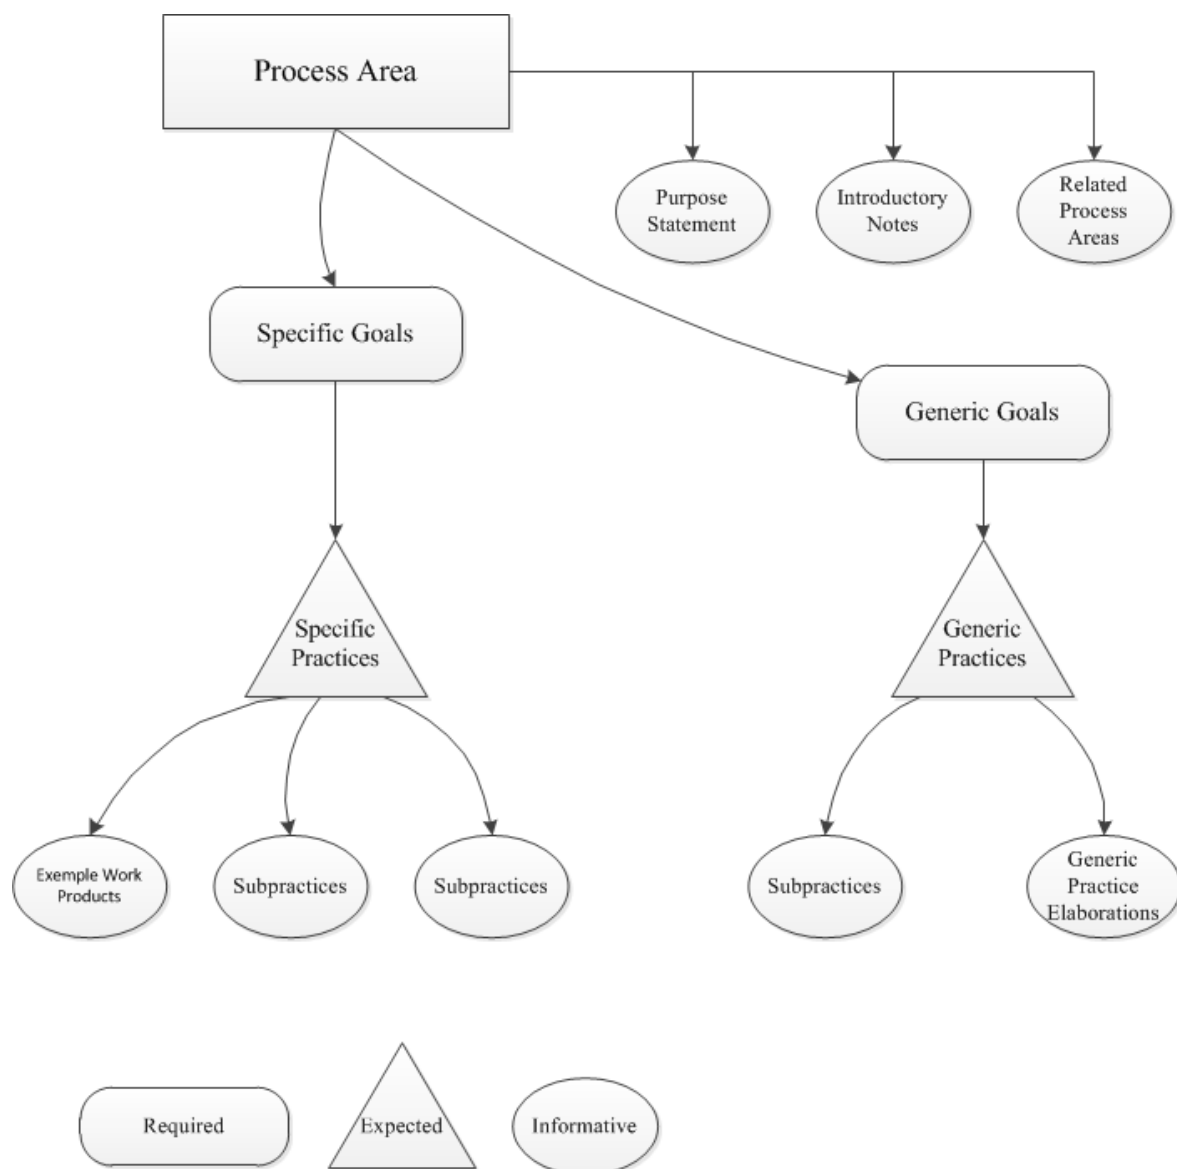 Process Area
Purpose
Statement
Introductory
Notes
Related
Process
Areas
Specific Goals
Generic Goals
Specific
Practices
Generic
Practices
Exemple Work
Products
Subpractices
Subpractices
Subpractices
Generic
Practice
Elaborations
Required
Expected
Informative